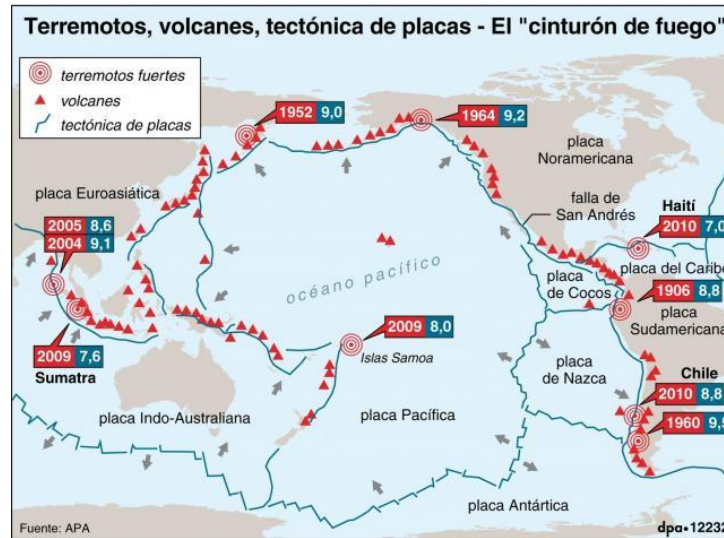 Terremotos, volcanes, tectónica de placas - El "cinturón de fuego"
terremotos fuertes
volcanes
tectónica de placas
1952 9,0
1964 9,2
placa
Noramericana
placa Euroasiática
falla de
San Andrés
Haití
2010 7,0
2005 8,6
2004 9,1
placa del Caribe
océano pacífico
placa
de Cocos
1906 8,8
placa
Sudamericana
2009 8,0
Islas Samoa
2009 7,6
Sumatra
placa
de Nazca
Chile
2010 8,8
1960 9,5
placa Indo-Australiana
placa Pacífica
placa Antártica
Fuente: APA
dpa•12232